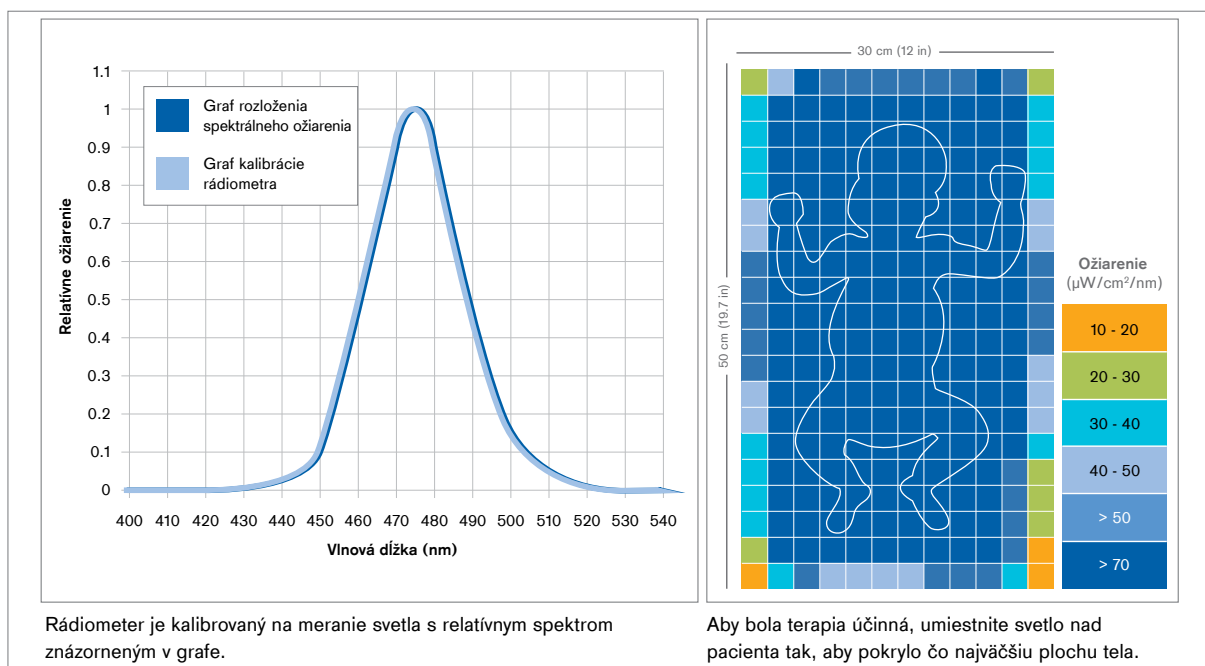 1.1
1
0.9
0.8
0.7
0.6
0.5
0.4
0.3
0.2
0.1
0
Relatívne ožiarenie
Graf rozloženia
spektrálneho ožiarenia
Graf kalibrácie
rádiometra
400 410 420 430 440 450 460 470 480 490 500 510 520 530 540
Vlnová dĺžka (nm)
Rádiometer je kalibrovaný na meranie svetla s relatívnym spektrom
znázorneným v grafe.
30 cm (12 in)
50 cm (19.7 in)
Ožiarenie
(µW/cm²/nm)
10 - 20
20 - 30
30 - 40
40 - 50
> 50
> 70
Aby bola terapia účinná, umiestnite svetlo nad
pacienta tak, aby pokrylo čo najväčšiu plochu tela.